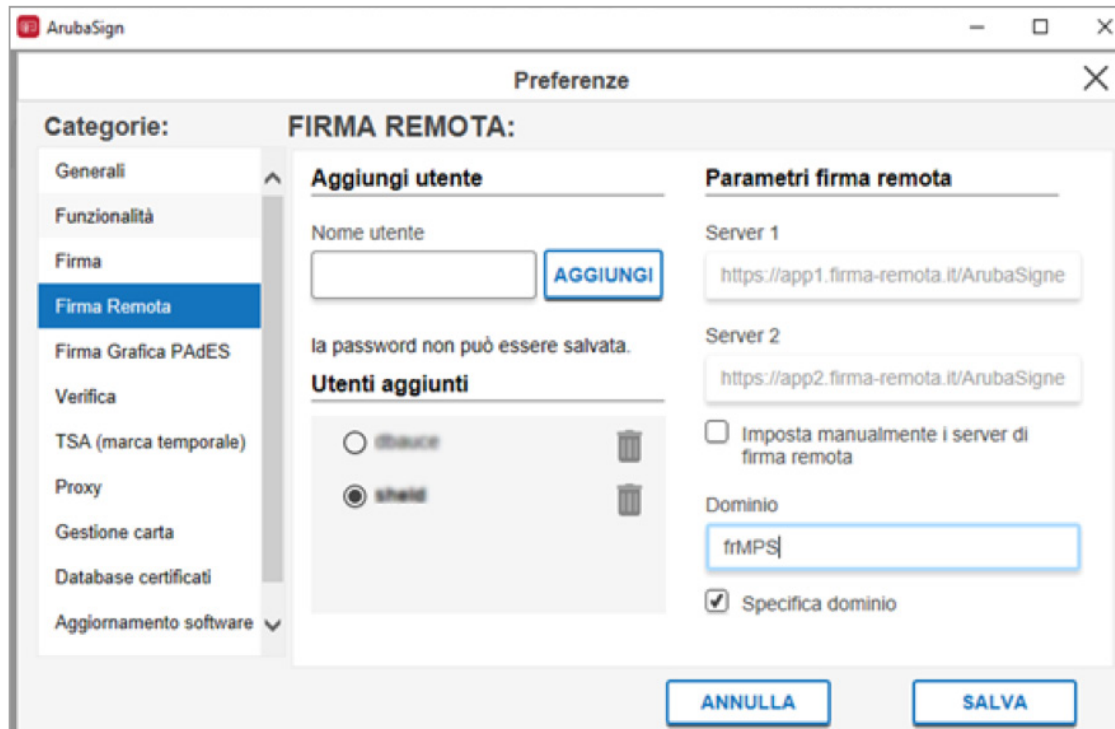 ArubaSign
Preferenze
Categorie:
Generali
Funzionalità
Firma
Firma Remota
Firma Grafica PAdES
Verifica
TSA (marca temporale)
Proxy
Gestione carta
Database certificati
Aggiornamento software
FIRMA REMOTA:
Aggiungi utente
Nome utente
AGGIUNGI
la password non può essere salvata.
Utenti aggiunti
Parametri firma remota
Server 1
https://app1.firma-remota.it/ArubaSigne
Server 2
https://app2.firma-remota.it/ArubaSigne
Imposta manualmente i server di
firma remota
Dominio
frMPS
Specifica dominio
ANNULLA
SALVA